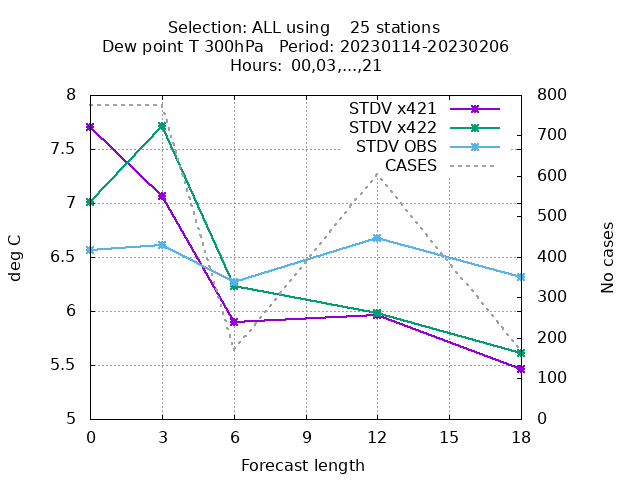 Selection: ALL using    25 stations
Dew point T 300hPa   Period: 20230114-20230206
Hours:  00,03,...,21
STDV x421
STDV x422
STDV OBS
CASES
8
7.5
7
6.5
6
5.5
5
800
700
600
500
400
300
200
100
0
deg C
No cases
0 3 6 9 12 15 18
Forecast length